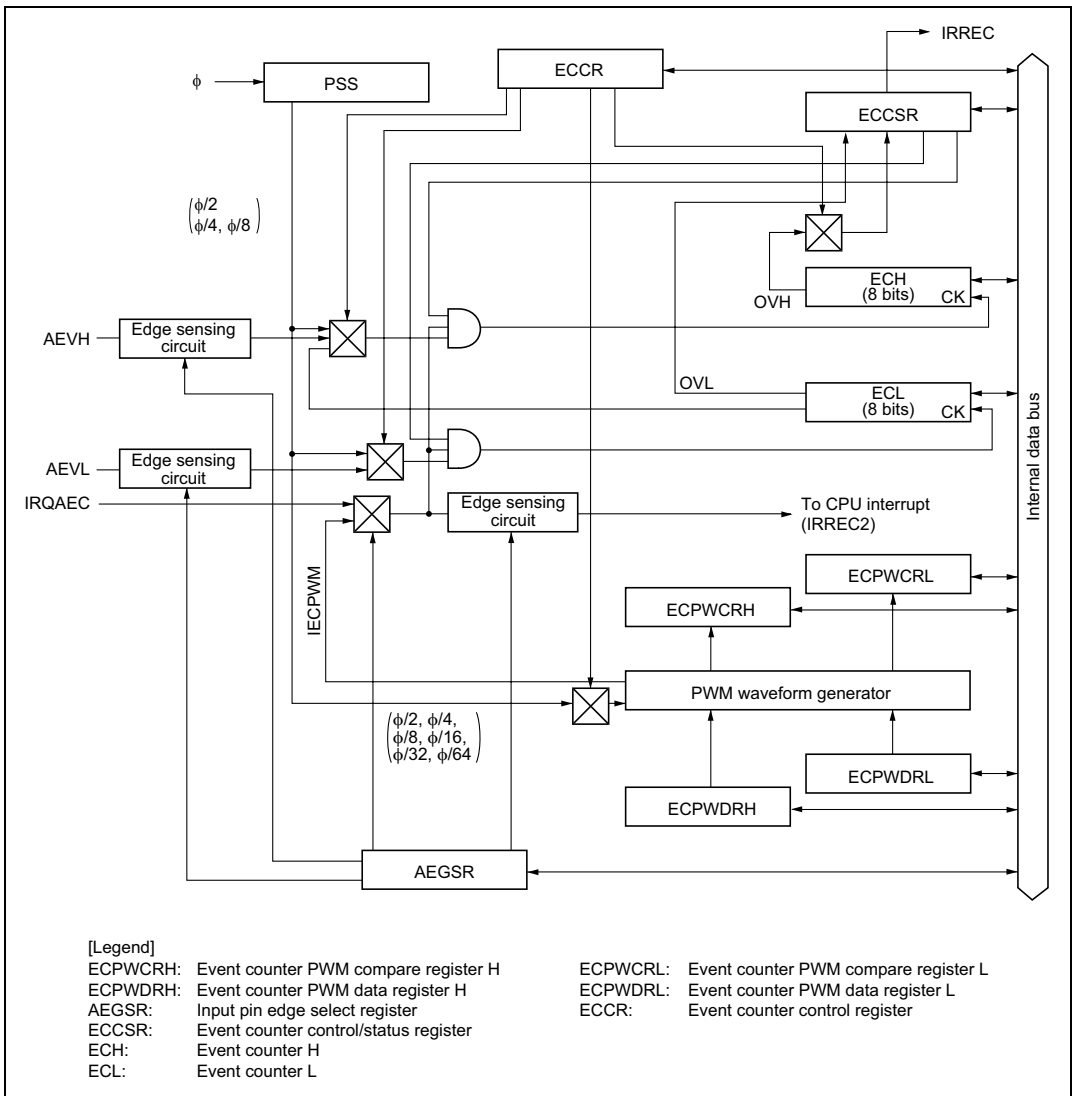 IRREC
φ
PSS
ECCR
ECCSR
φ/2
φ/4, φ/8
ECH
(8 bits)
CK
OVH
AEVH
Edge sensing
circuit
OVL
ECL
(8 bits)
CK
AEVL
Edge sensing
circuit
IRQAEC
Edge sensing
circuit
To CPU interrupt
(IRREC2)
Internal data bus
IECPWM
ECPWCRL
ECPWCRH
PWM waveform generator
φ/2, φ/4,
φ/8, φ/16,
φ/32, φ/64
ECPWDRL
ECPWDRH
AEGSR
[Legend]
ECPWCRH: Event counter PWM compare register H
ECPWDRH: Event counter PWM data register H
AEGSR: Input pin edge select register
ECCSR: Event counter control/status register
ECH: Event counter H
ECL: Event counter L
ECPWCRL: Event counter PWM compare register L
ECPWDRL: Event counter PWM data register L
ECCR: Event counter control register